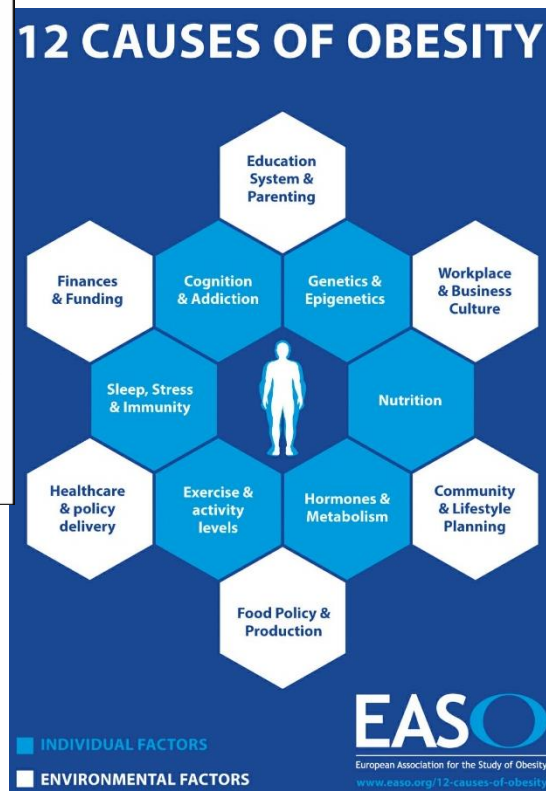 12 CAUSES OF OBESITY
Education
System &
Parenting
Finances
& Funding
Cognition
& Addiction
Genetics &
Epigenetics
Workplace
& Business
Culture
Sleep, Stress
& Immunity
Nutrition
Healthcare
& policy
delivery
Exercise &
activity
levels
Hormones &
Metabolism
Community
& Lifestyle
Planning
Food Policy &
Production
INDIVIDUAL FACTORS
ENVIRONMENTAL FACTORS
EASO
European Association for the Study of Obesity
www.easo.org/12-causes-of-obesity